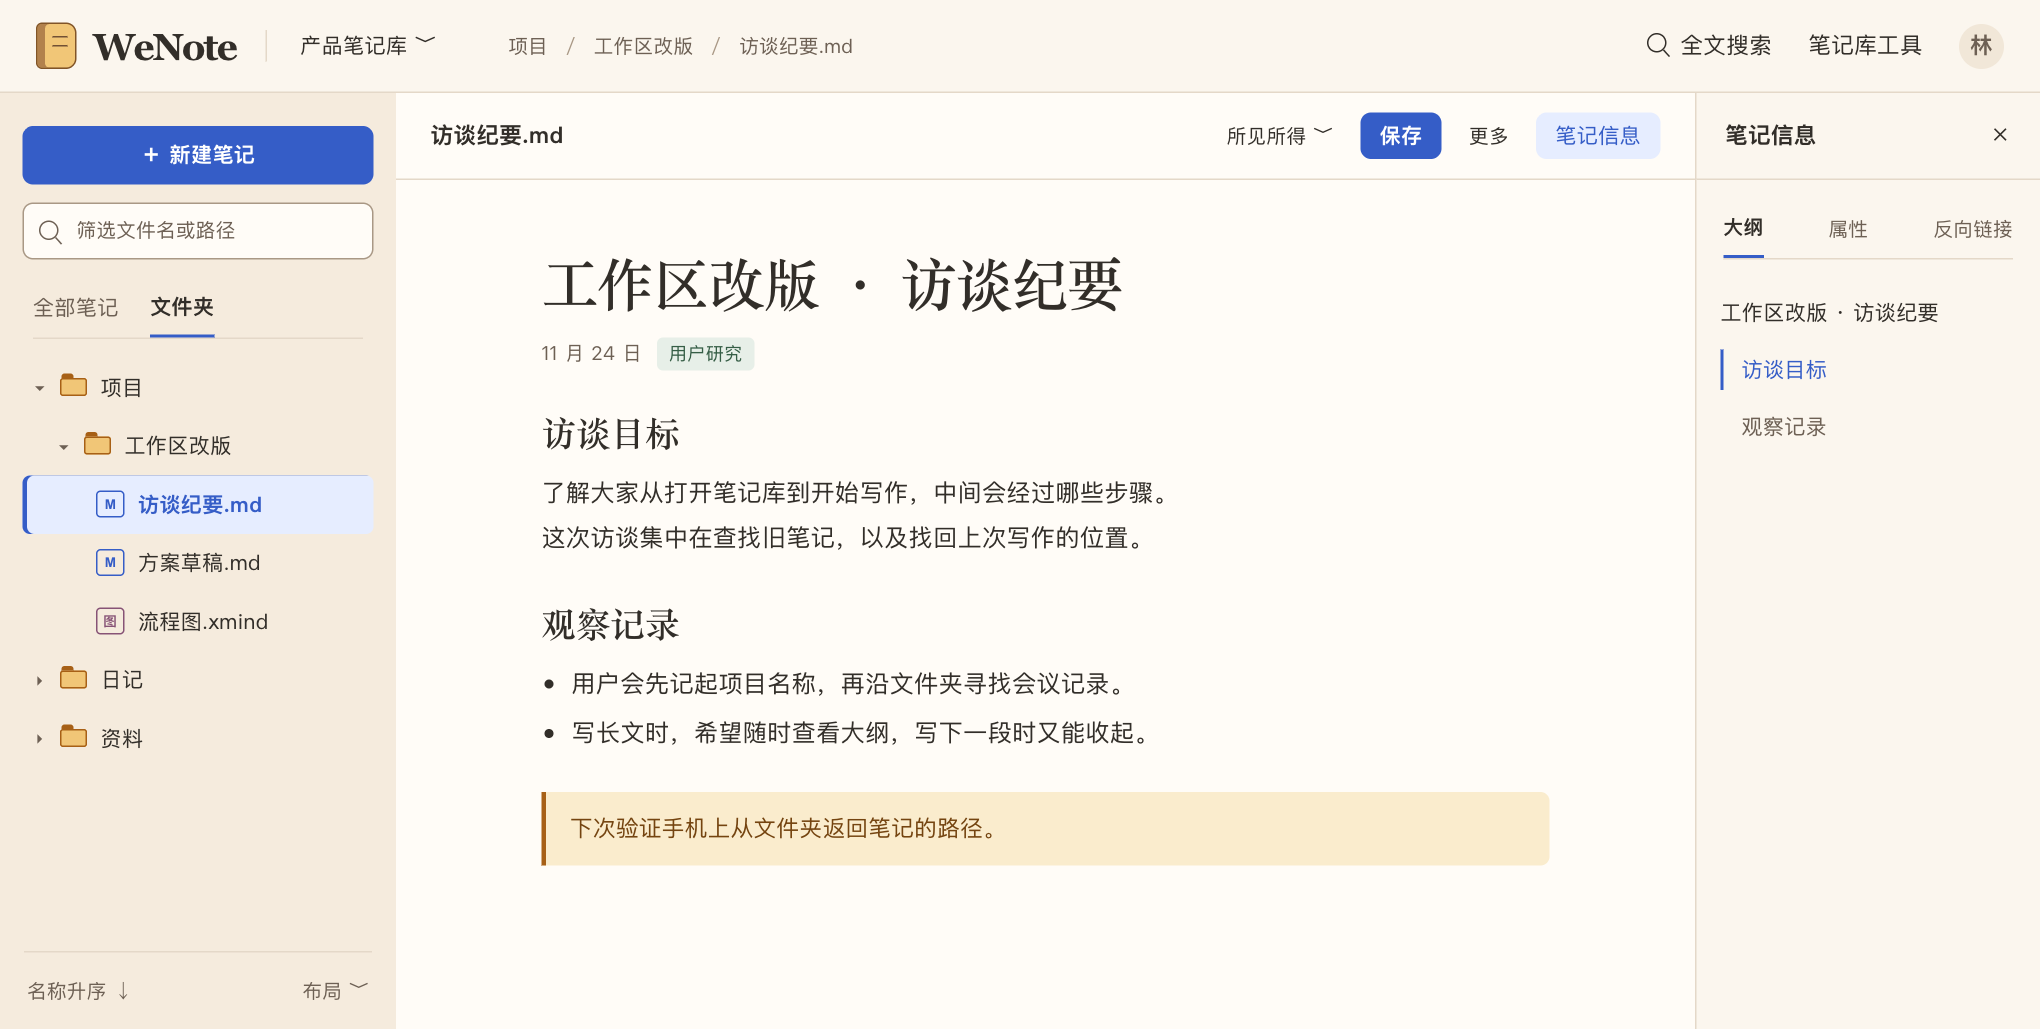 WeNote
产品笔记库
项目 / 工作区改版 / 访谈纪要.md
全文搜索
笔记库工具
林
+ 新建笔记
筛选文件名或路径
全部笔记
文件夹
项目
工作区改版
M 访谈纪要.md
M 方案草稿.md
图 流程图.xmind
日记
资料
名称升序 ↓
布局
访谈纪要.md
所见所得
保存
更多
笔记信息
工作区改版 · 访谈纪要
11 月 24 日
用户研究
访谈目标
了解大家从打开笔记库到开始写作，中间会经过哪些步骤。
这次访谈集中在查找旧笔记，以及找回上次写作的位置。
观察记录
• 用户会先记起项目名称，再沿文件夹寻找会议记录。
• 写长文时，希望随时查看大纲，写下一段时又能收起。
下次验证手机上从文件夹返回笔记的路径。
笔记信息
×
大纲
属性
反向链接
工作区改版 · 访谈纪要
访谈目标
观察记录